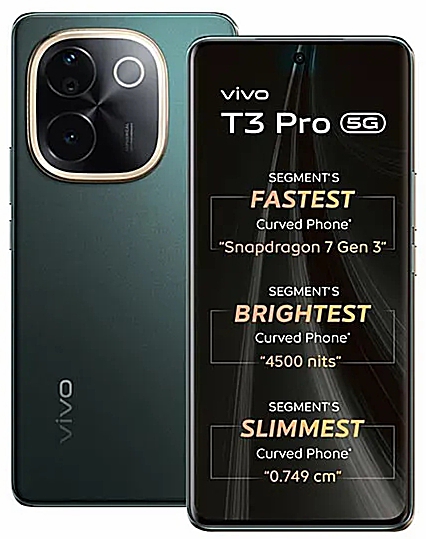 vivo
T3 Pro 5G
SEGMENT'S
FASTEST
Curved Phone*
"Snapdragon 7 Gen 3"
SEGMENT'S
BRIGHTEST
Curved Phone*
"4500 nits"
SEGMENT'S
SLIMMEST
Curved Phone*
"0.749 cm"
vivo